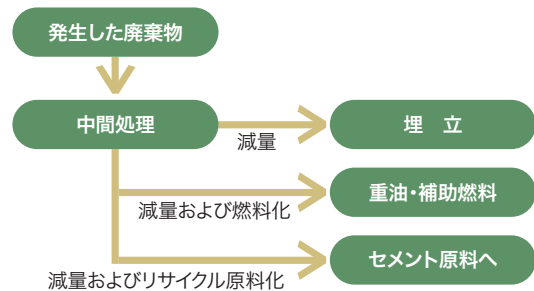 発生した廃棄物
中間処理
減量
埋　立
減量および燃料化
重油・補助燃料
減量およびリサイクル原料化
セメント原料へ